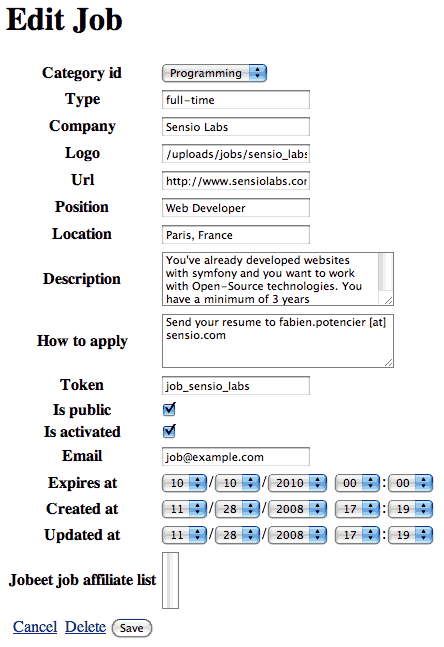 Edit Job
Category id Programming
Type full-time
Company Sensio Labs
Logo /uploads/jobs/sensio_labs
Url http://www.sensiolabs.com
Position Web Developer
Location Paris, France
Description You've already developed websites
with symfony and you want to work
with Open-Source technologies. You
have a minimum of 3 years
How to apply Send your resume to fabien.potencier [at]
sensio.com
Token job_sensio_labs
Is public
Is activated
Email job@example.com
Expires at 10 / 10 / 2010 00 : 00
Created at 11 / 28 / 2008 17 : 19
Updated at 11 / 28 / 2008 17 : 19
Jobeet job affiliate list
Cancel Delete Save